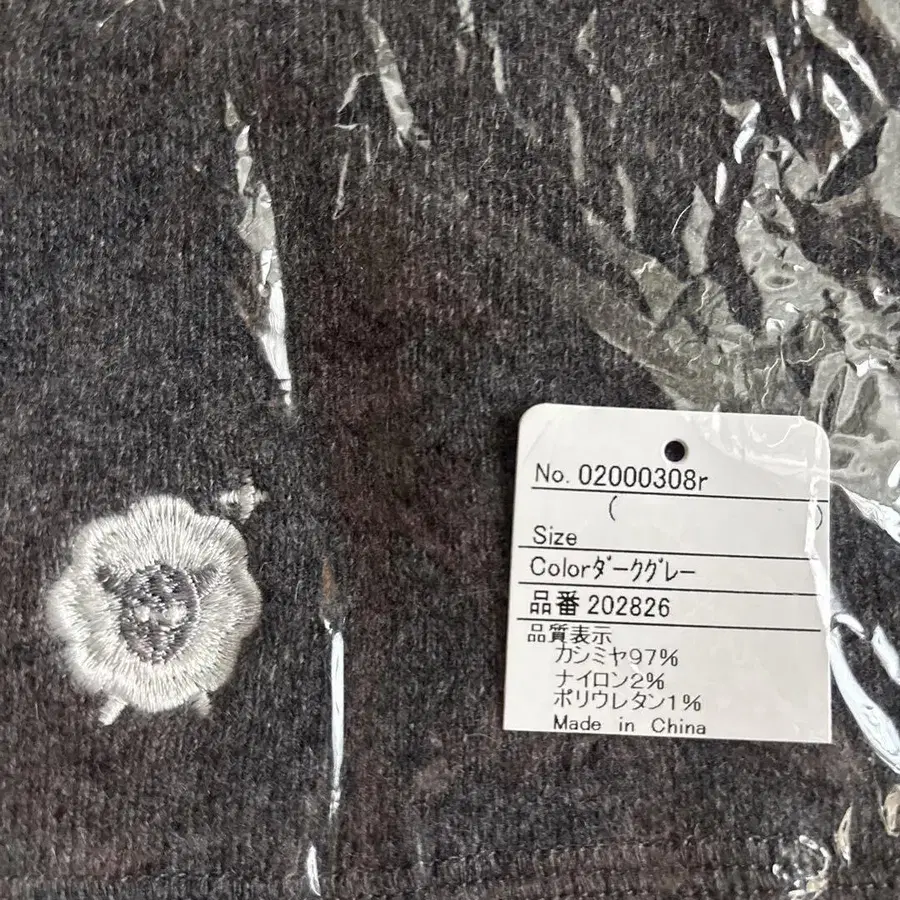 No. 02000308r
(                    )
Size
Colorダークグレー
品番 202826
品質表示
カシミヤ97%
ナイロン2%
ポリウレタン1%
Made in China